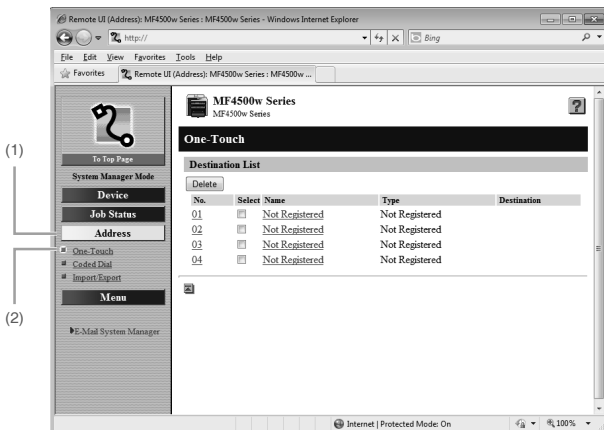 Remote UI (Address): MF4500w Series : MF4500w Series - Windows Internet Explorer
http://
Bing
File Edit View Favorites Tools Help
Favorites Remote UI (Address): MF4500w Series : MF4500w ...
MF4500w Series
MF4500w Series
To Top Page
System Manager Mode
Device
Job Status
(1)
Address
One-Touch
Coded Dial
Import/Export
Menu
(2)
E-Mail System Manager
One-Touch
Destination List
Delete
No. Select Name Type Destination
01 Not Registered Not Registered
02 Not Registered Not Registered
03 Not Registered Not Registered
04 Not Registered Not Registered
Internet | Protected Mode: On 100%